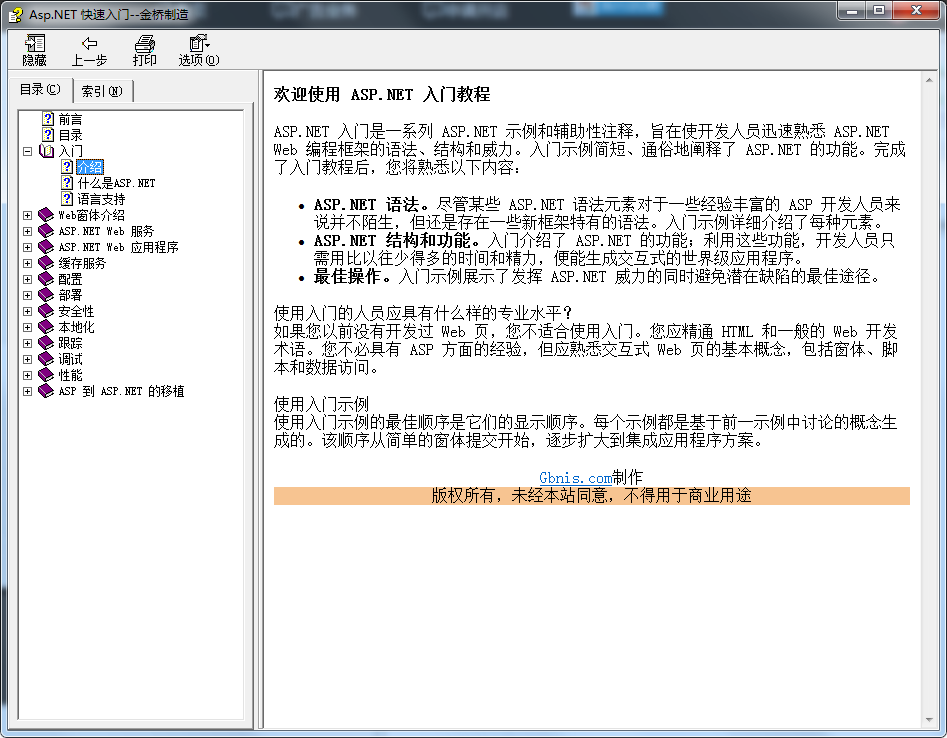 Asp.NET 快速入门--金桥制造
隐藏 上一步 打印 选项(O)
目录(C) 索引(N)
前言
目录
入门
介绍
什么是ASP.NET
语言支持
Web窗体介绍
ASP.NET Web 服务
ASP.NET Web 应用程序
缓存服务
配置
部署
安全性
本地化
跟踪
调试
性能
ASP 到 ASP.NET 的移植
欢迎使用 ASP.NET 入门教程
ASP.NET 入门是一系列 ASP.NET 示例和辅助性注释，旨在使开发人员迅速熟悉 ASP.NET
Web 编程框架的语法、结构和威力。入门示例简短、通俗地阐释了 ASP.NET 的功能。完成
了入门教程后，您将熟悉以下内容：
• ASP.NET 语法。尽管某些 ASP.NET 语法元素对于一些经验丰富的 ASP 开发人员来
说并不陌生，但还是存在一些新框架特有的语法。入门示例详细介绍了每种元素。
• ASP.NET 结构和功能。入门介绍了 ASP.NET 的功能；利用这些功能，开发人员只
需用比以往少得多的时间和精力，便能生成交互式的世界级应用程序。
• 最佳操作。入门示例展示了发挥 ASP.NET 威力的同时避免潜在缺陷的最佳途径。
使用入门的人员应具有什么样的专业水平？
如果您以前没有开发过 Web 页，您不适合使用入门。您应精通 HTML 和一般的 Web 开发
术语。您不必具有 ASP 方面的经验，但应熟悉交互式 Web 页的基本概念，包括窗体、脚
本和数据访问。
使用入门示例
使用入门示例的最佳顺序是它们的显示顺序。每个示例都是基于前一示例中讨论的概念生
成的。该顺序从简单的窗体提交开始，逐步扩大到集成应用程序方案。
Gbnis.com制作
版权所有，未经本站同意，不得用于商业用途